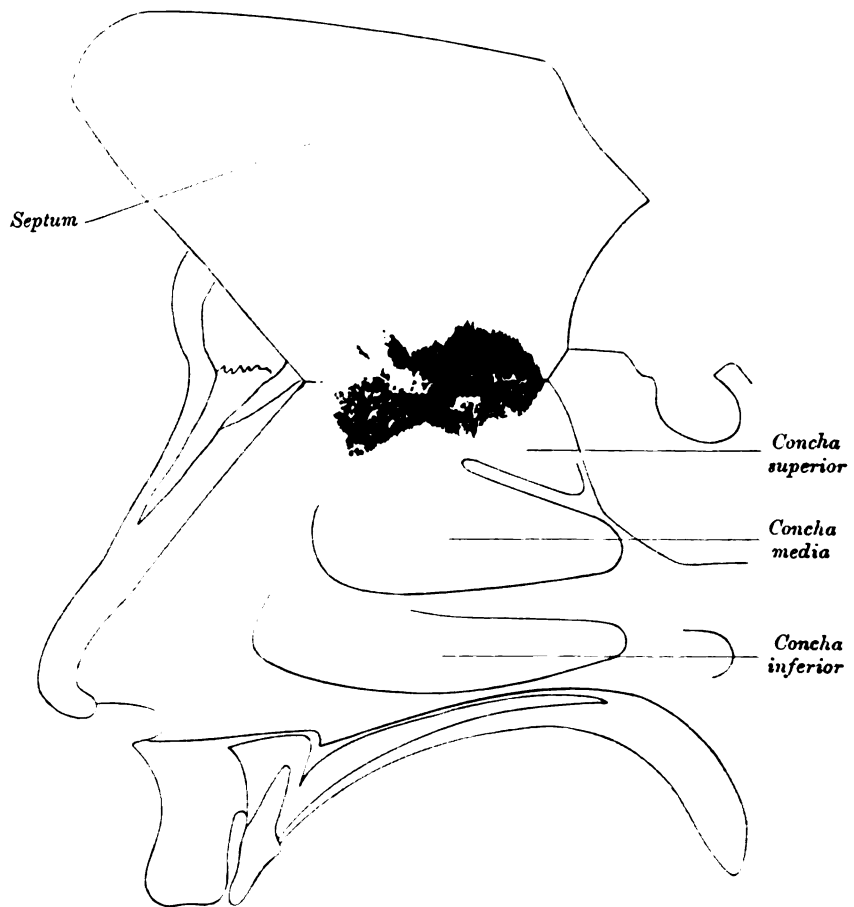 Septum
Concha
superior
Concha
media
Concha
inferior